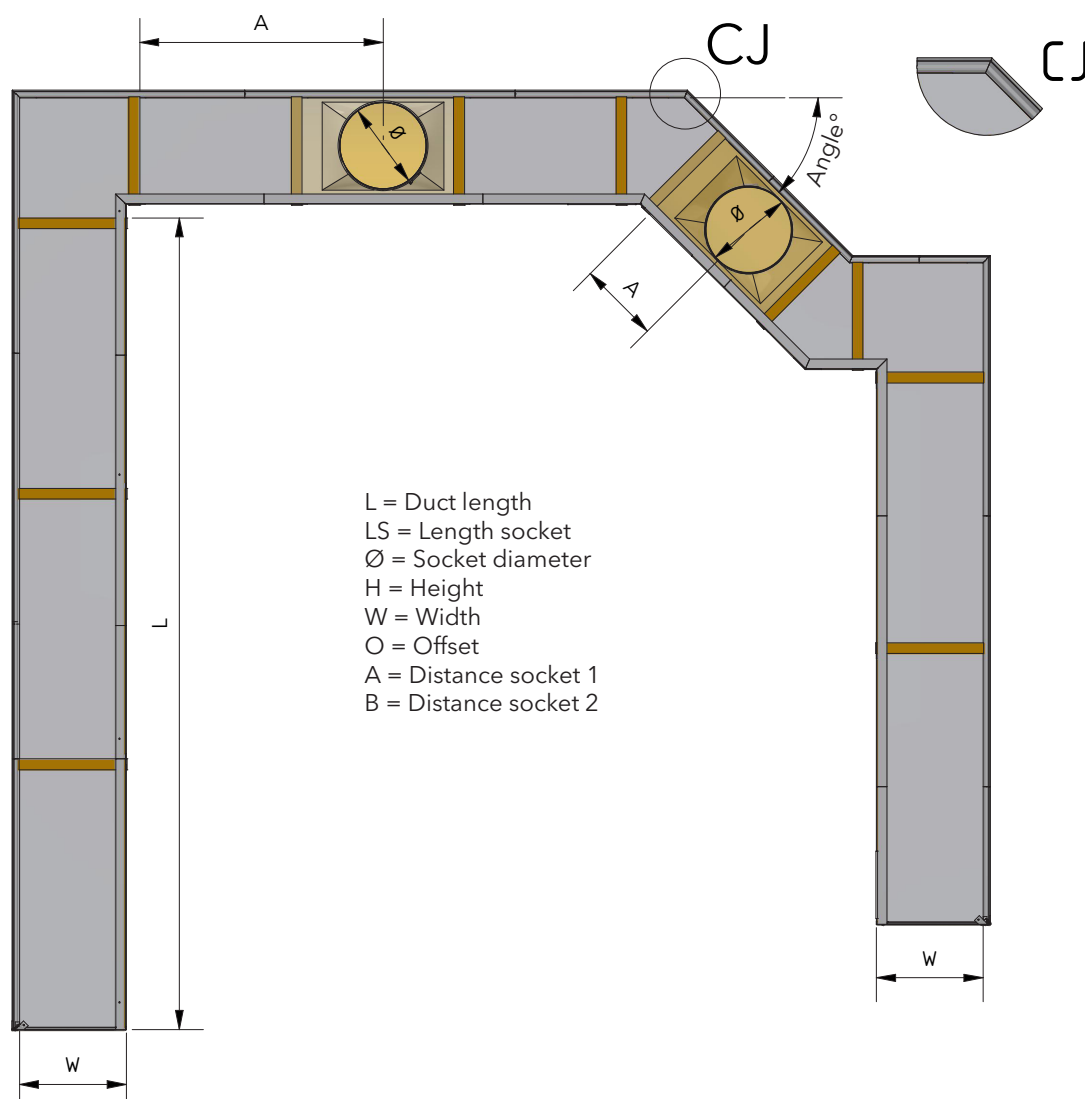 A
CJ
CJ
Ø
Angle°
Ø
A
L = Duct length
LS = Length socket
Ø = Socket diameter
H = Height
W = Width
O = Offset
A = Distance socket 1
B = Distance socket 2
L
W
W